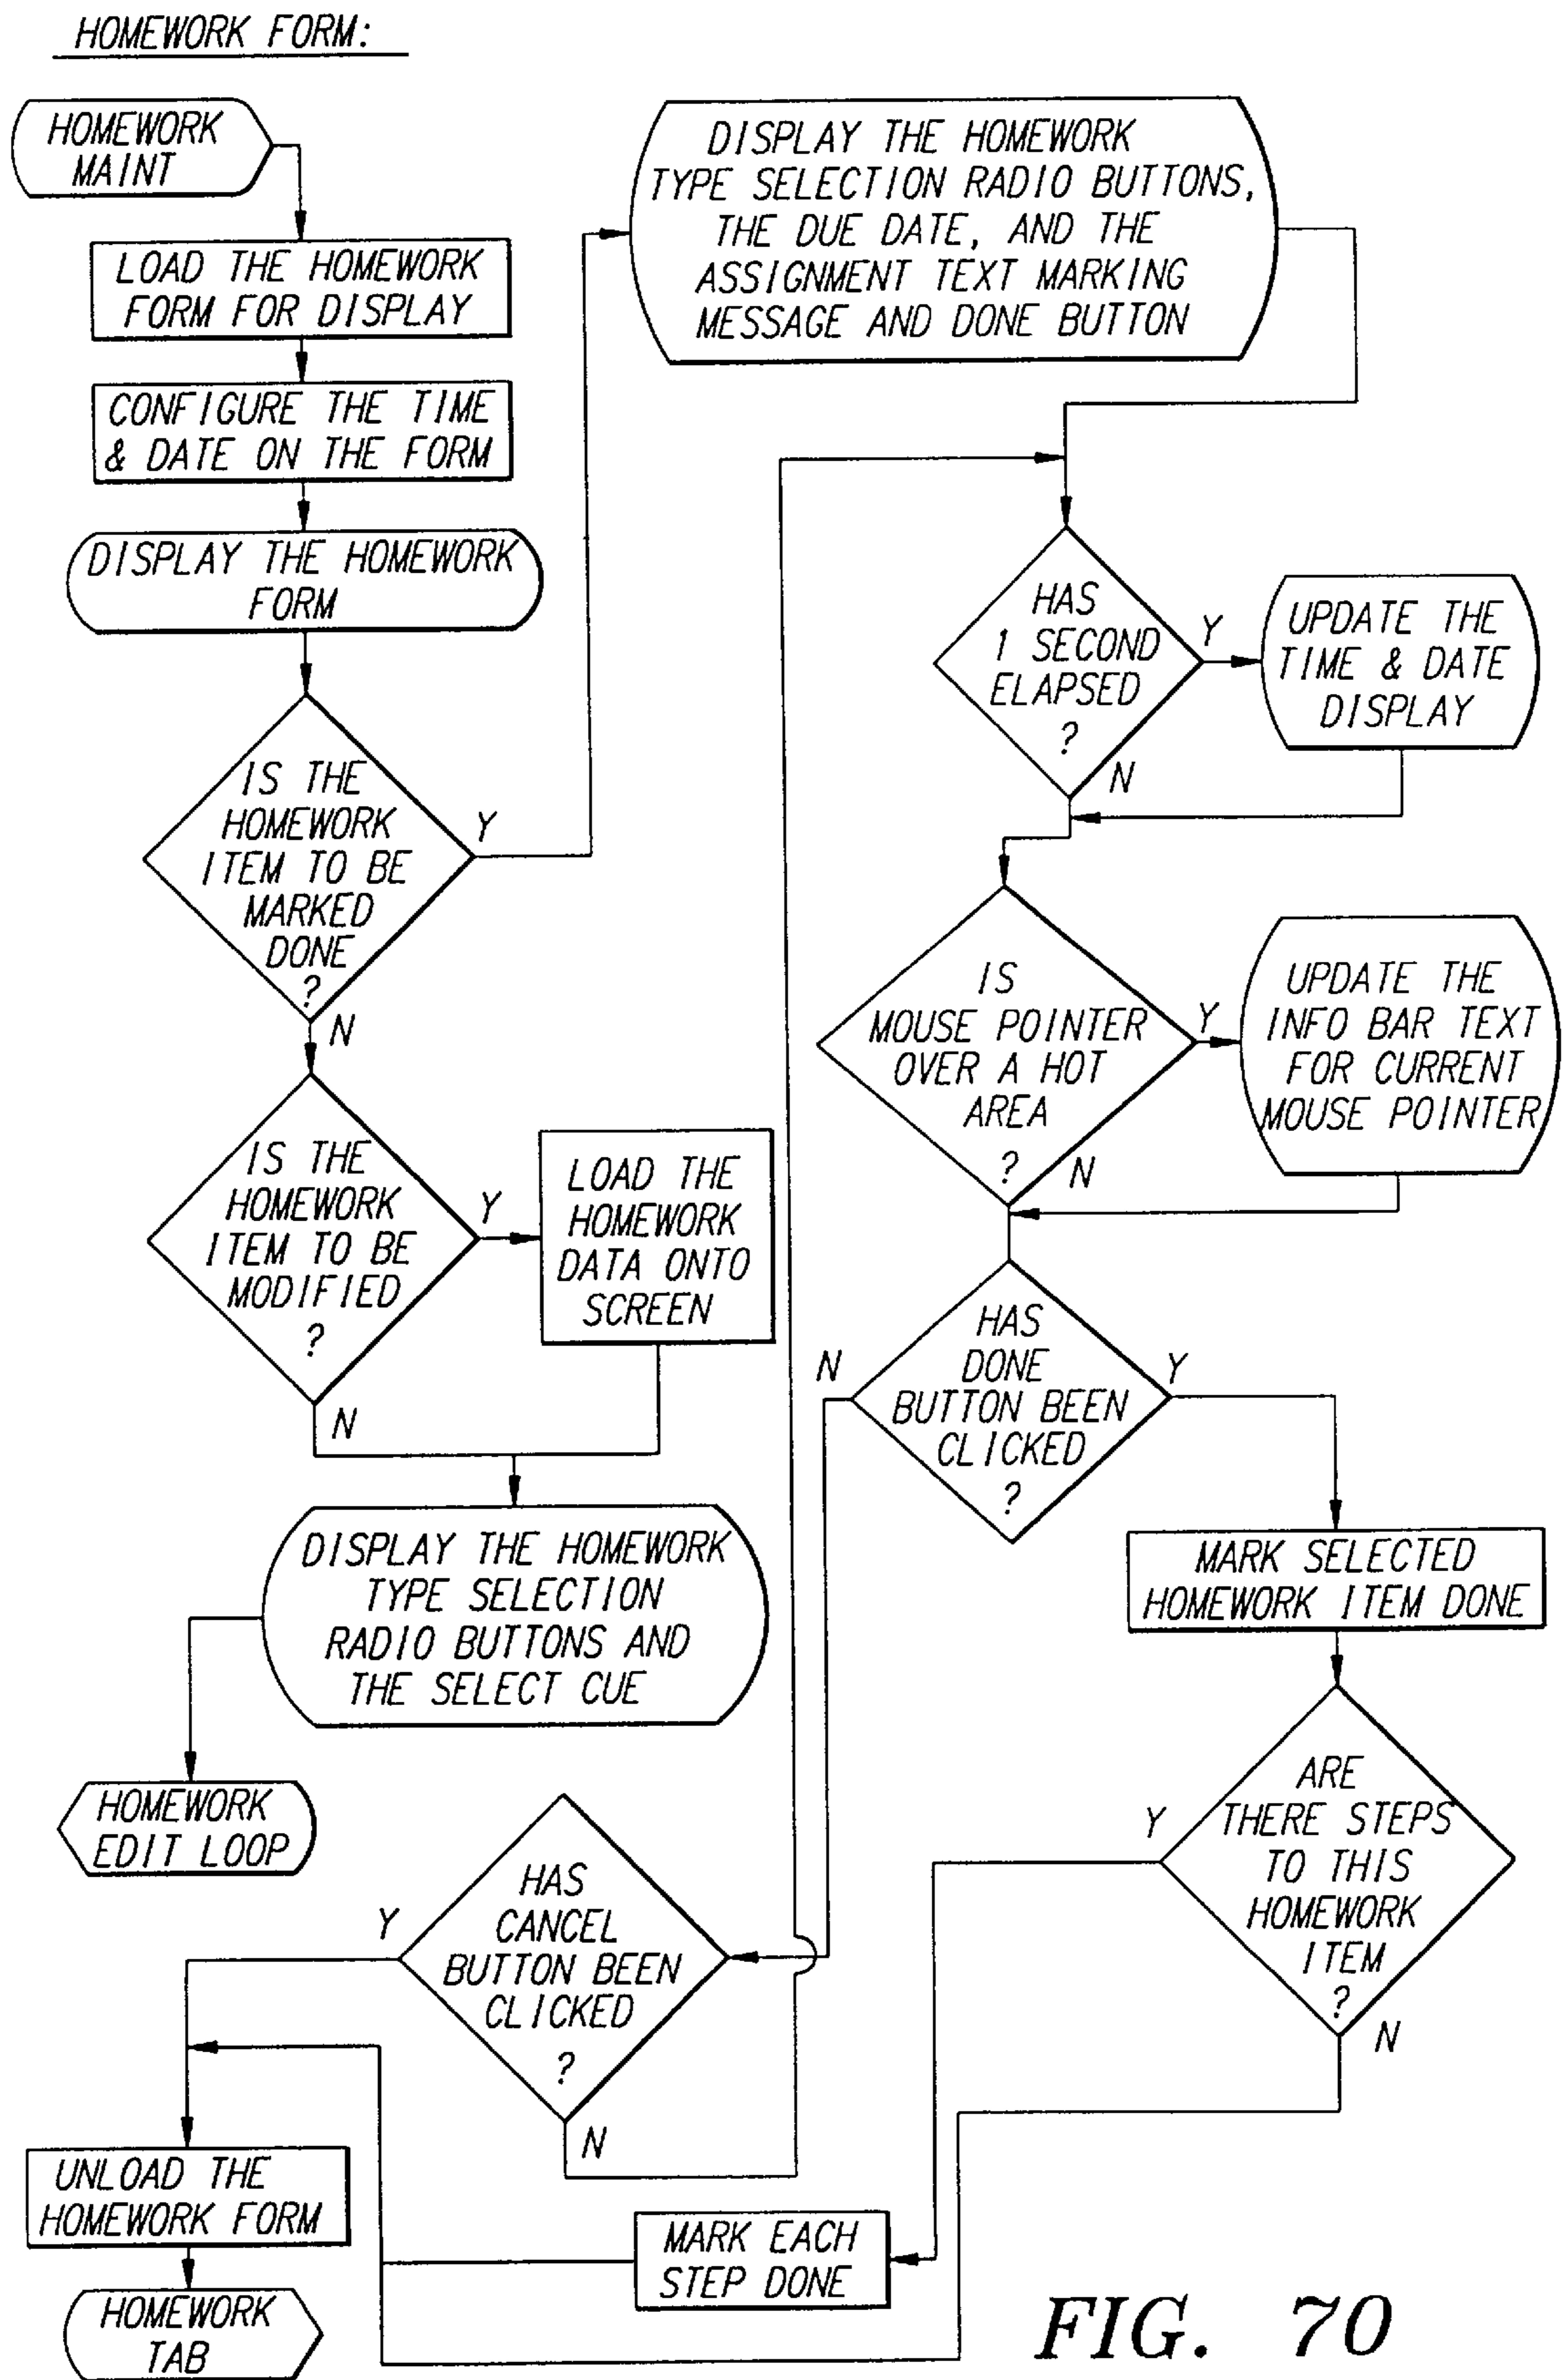 HOMEWORK FORM:
HOMEWORK
MAINT
LOAD THE HOMEWORK
FORM FOR DISPLAY
CONFIGURE THE TIME
& DATE ON THE FORM
DISPLAY THE HOMEWORK
FORM
IS THE
HOMEWORK
ITEM TO BE
MARKED
DONE
?
Y
N
IS THE
HOMEWORK
ITEM TO BE
MODIFIED
?
Y
N
LOAD THE
HOMEWORK
DATA ONTO
SCREEN
DISPLAY THE HOMEWORK
TYPE SELECTION
RADIO BUTTONS AND
THE SELECT CUE
HOMEWORK
EDIT LOOP
DISPLAY THE HOMEWORK
TYPE SELECTION RADIO BUTTONS,
THE DUE DATE, AND THE
ASSIGNMENT TEXT MARKING
MESSAGE AND DONE BUTTON
HAS
1 SECOND
ELAPSED
?
Y
N
UPDATE THE
TIME & DATE
DISPLAY
IS
MOUSE POINTER
OVER A HOT
AREA
?
Y
N
UPDATE THE
INFO BAR TEXT
FOR CURRENT
MOUSE POINTER
HAS
DONE
BUTTON BEEN
CLICKED
?
N
Y
MARK SELECTED
HOMEWORK ITEM DONE
ARE
THERE STEPS
TO THIS
HOMEWORK
ITEM
?
Y
N
HAS
CANCEL
BUTTON BEEN
CLICKED
?
Y
N
MARK EACH
STEP DONE
UNLOAD THE
HOMEWORK FORM
HOMEWORK
TAB
FIG. 70